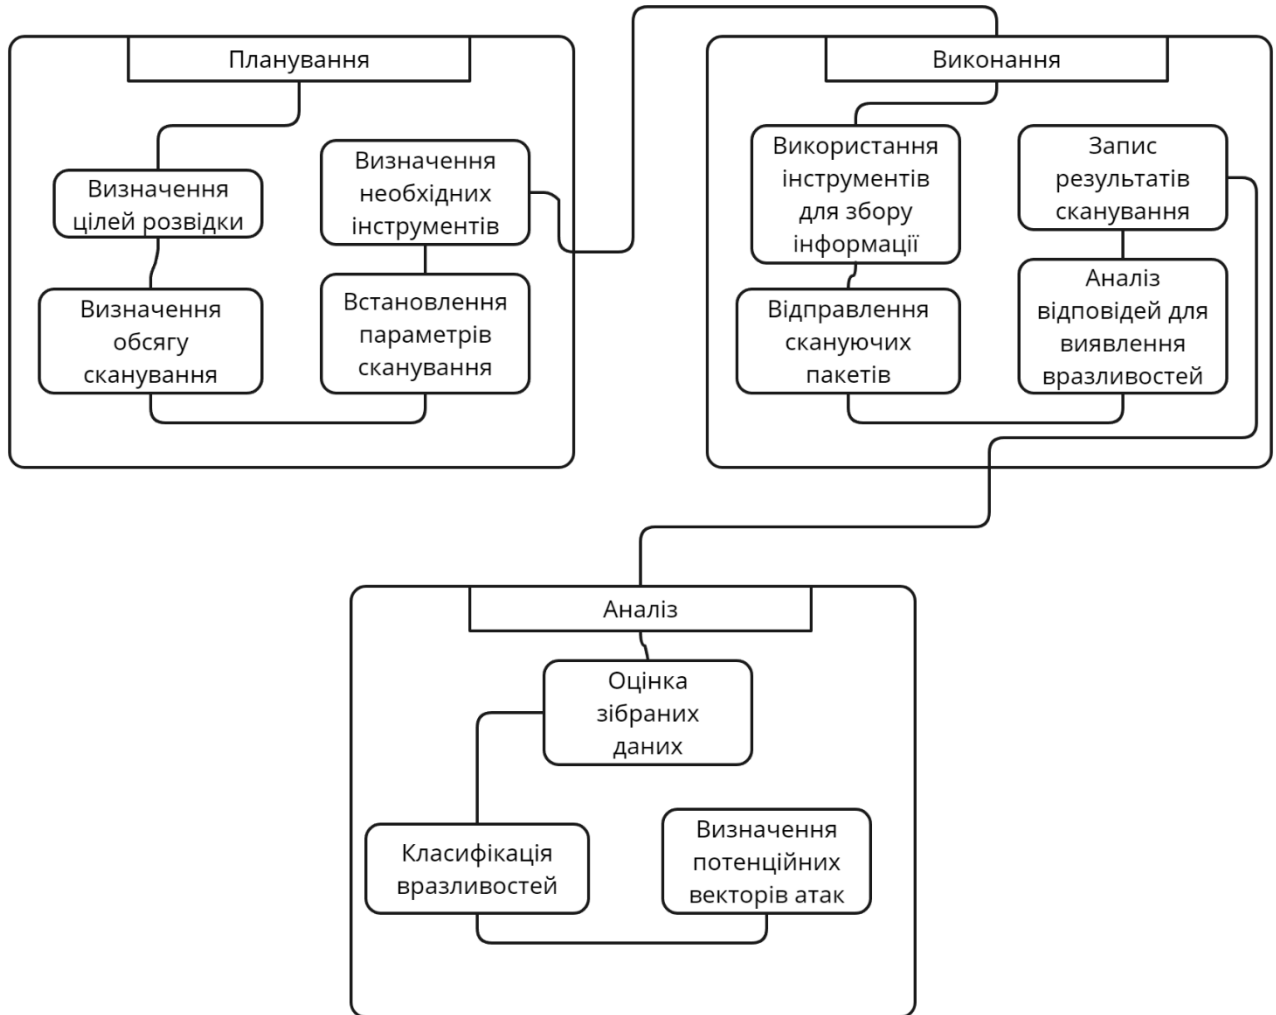 Планування
Визначення
цілей розвідки
Визначення
обсягу
сканування
Встановлення
параметрів
сканування
Визначення
необхідних
інструментів
Виконання
Використання
інструментів
для збору
інформації
Відправлення
скануючих
пакетів
Аналіз
відповідей для
виявлення
вразливостей
Запис
результатів
сканування
Аналіз
Оцінка
зібраних
даних
Класифікація
вразливостей
Визначення
потенційних
векторів атак